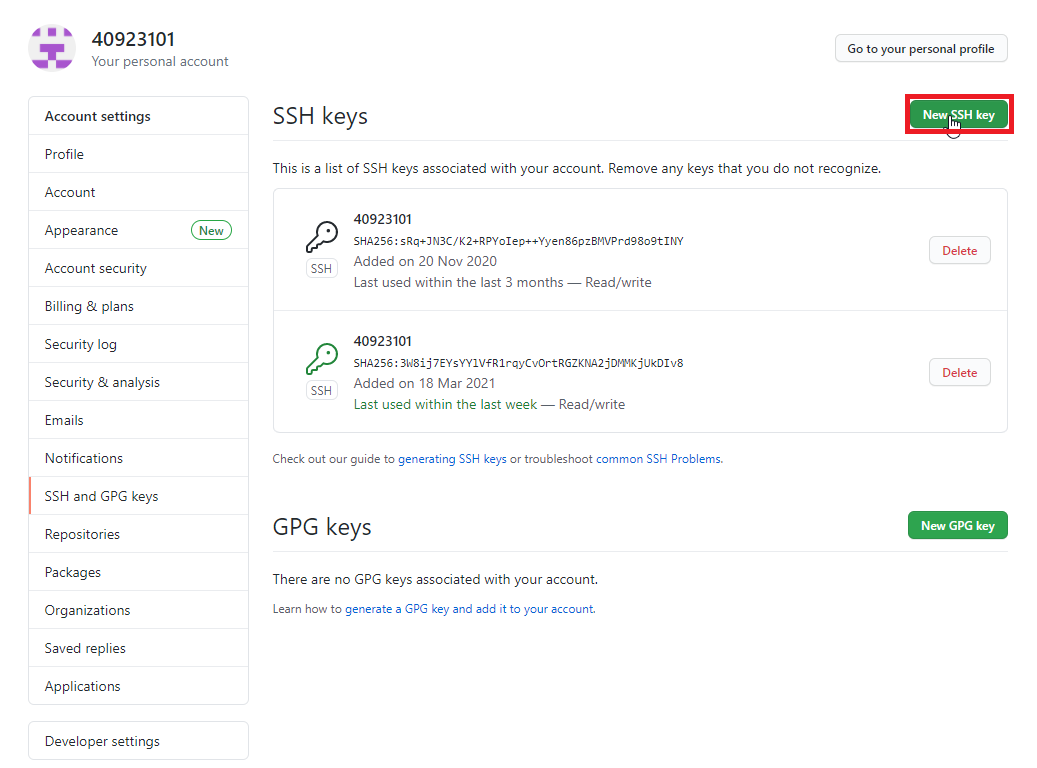 40923101
Your personal account
Go to your personal profile
Account settings
Profile
Account
Appearance New
Account security
Billing & plans
Security log
Security & analysis
Emails
Notifications
SSH and GPG keys
Repositories
Packages
Organizations
Saved replies
Applications
Developer settings
SSH keys
New SSH key
This is a list of SSH keys associated with your account. Remove any keys that you do not recognize.
SSH
40923101
SHA256:sRq+JN3C/K2+RPYoIep++Yyen86pzBMVPrd98o9tINY
Added on 20 Nov 2020
Last used within the last 3 months — Read/write
Delete
SSH
40923101
SHA256:3W8ij7EYsYYlVfR1rqyCvOrtRGZKNA2jDMMKjUkDIv8
Added on 18 Mar 2021
Last used within the last week — Read/write
Delete
Check out our guide to generating SSH keys or troubleshoot common SSH Problems.
GPG keys
New GPG key
There are no GPG keys associated with your account.
Learn how to generate a GPG key and add it to your account.